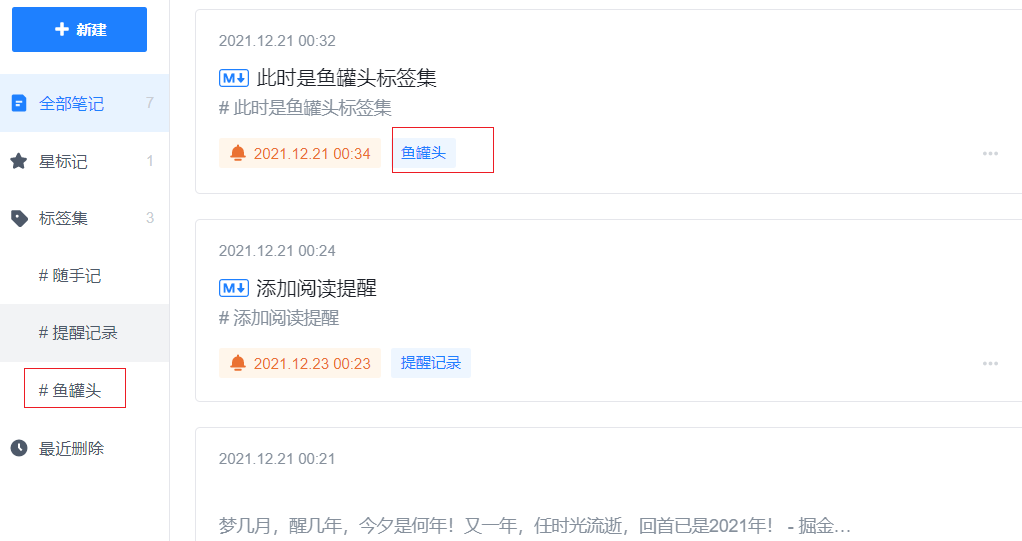 新建
全部笔记 7
星标记 1
标签集 3
# 随手记
# 提醒记录
# 鱼罐头
最近删除
2021.12.21 00:32
M 此时是鱼罐头标签集
# 此时是鱼罐头标签集
2021.12.21 00:34 鱼罐头
2021.12.21 00:24
M 添加阅读提醒
# 添加阅读提醒
2021.12.23 00:23 提醒记录
2021.12.21 00:21
梦几月，醒几年，今夕是何年！又一年，任时光流逝，回首已是2021年！ - 掘金…